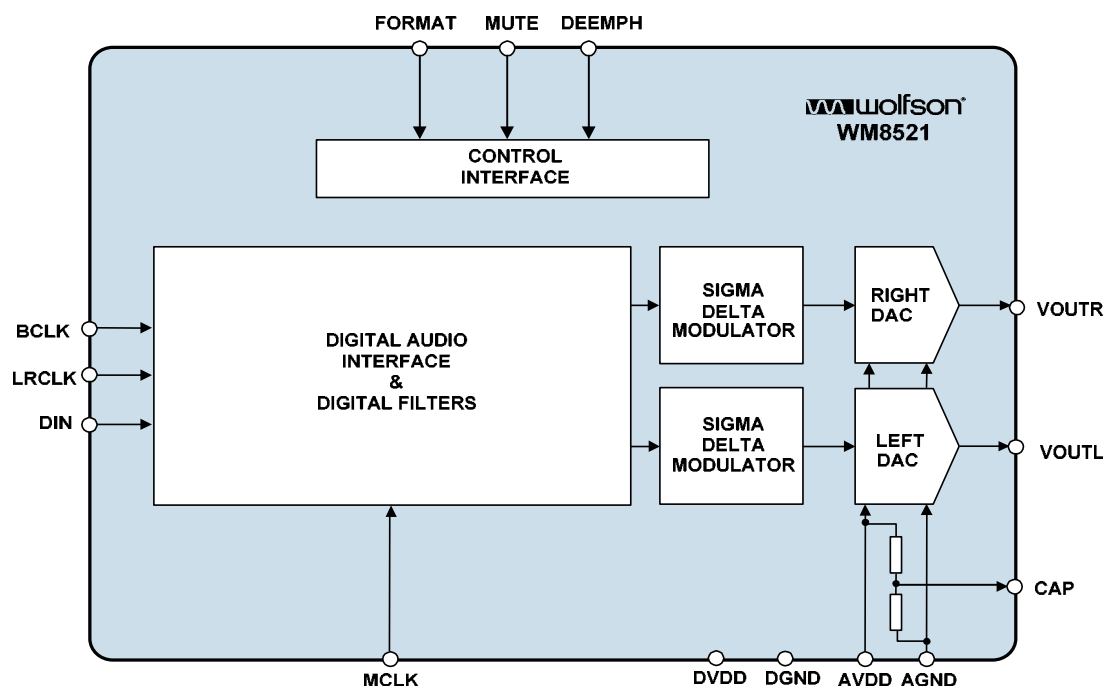 FORMAT MUTE DEEMPH
wolfson®
WM8521
CONTROL
INTERFACE
SIGMA
DELTA
MODULATOR
RIGHT
DAC
VOUTR
BCLK
LRCLK
DIN
DIGITAL AUDIO
INTERFACE
&
DIGITAL FILTERS
SIGMA
DELTA
MODULATOR
LEFT
DAC
VOUTL
CAP
MCLK
DVDD DGND AVDD AGND